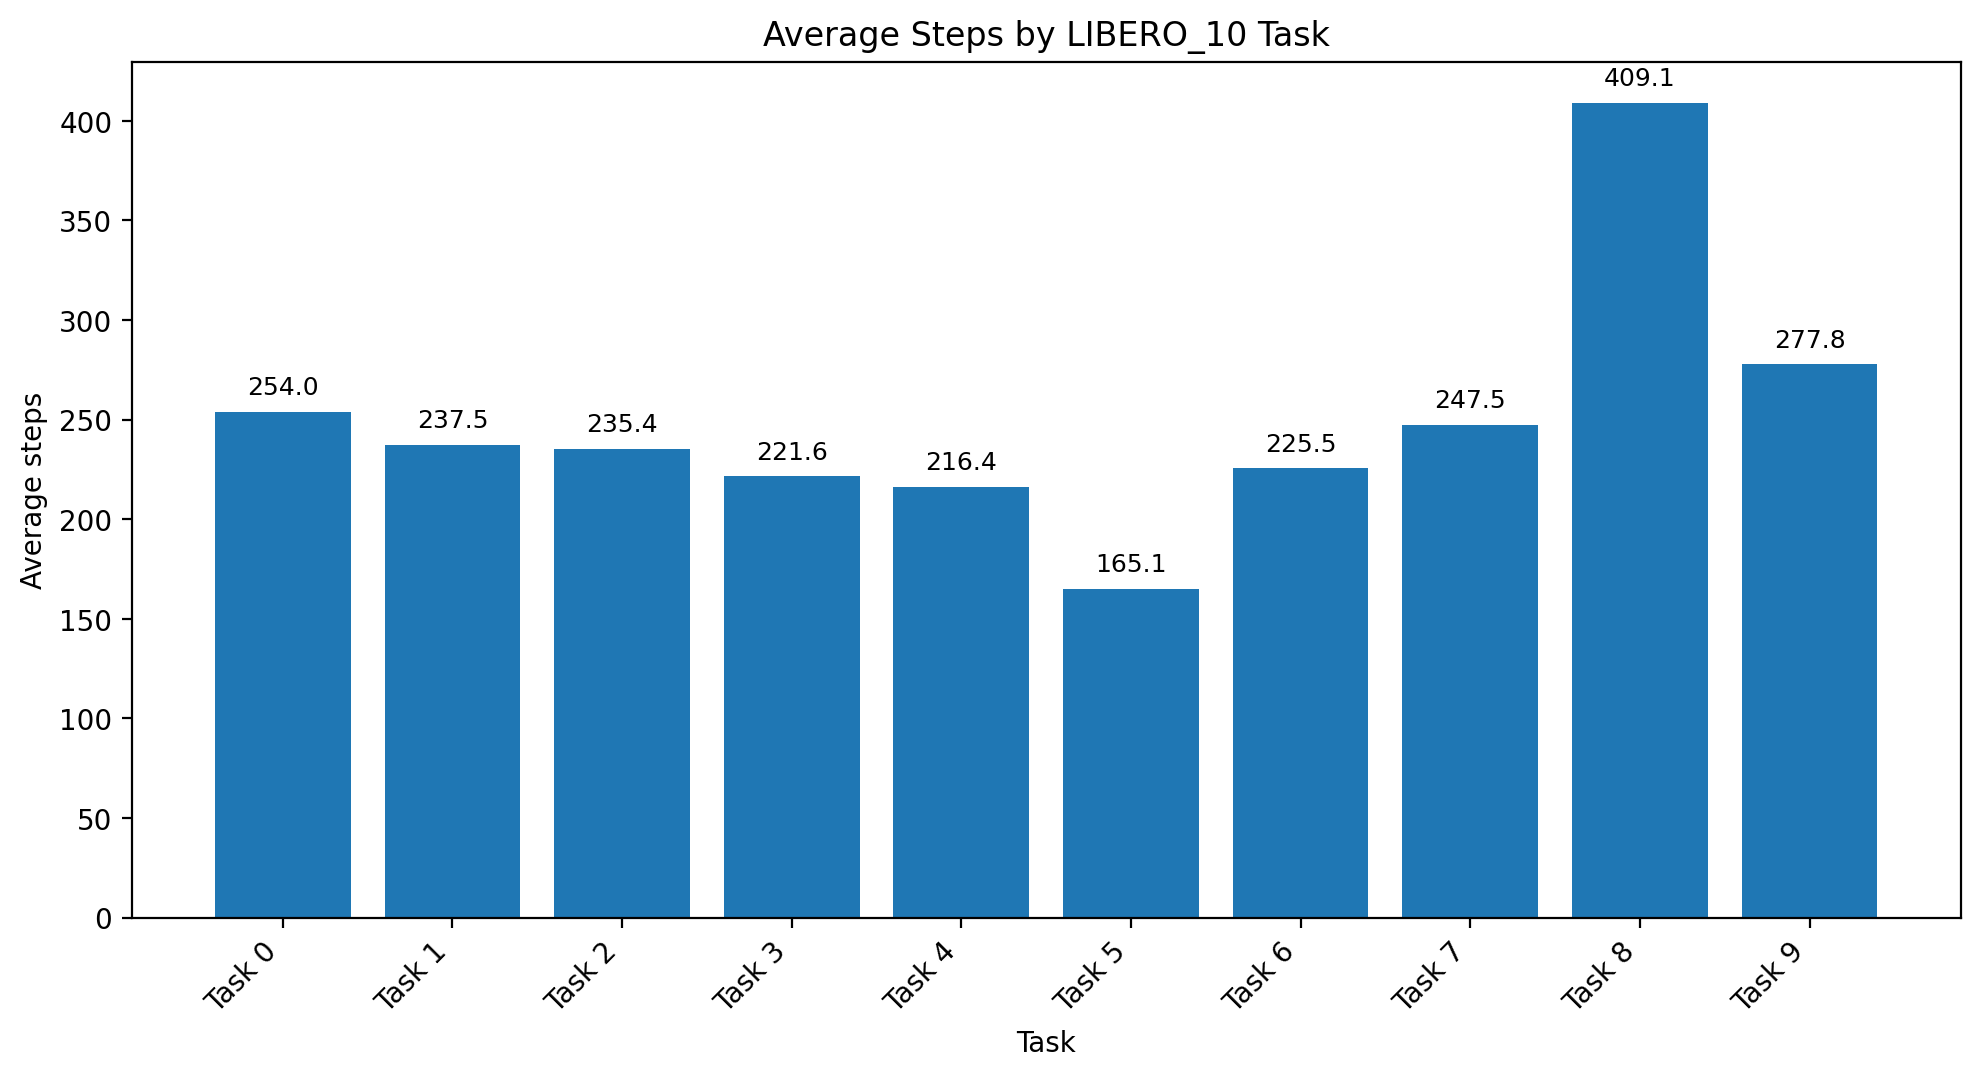 Average Steps by LIBERO_10 Task
Average steps
400
350
300
250
200
150
100
50
0
254.0
237.5
235.4
221.6
216.4
165.1
225.5
247.5
409.1
277.8
Task 0
Task 1
Task 2
Task 3
Task 4
Task 5
Task 6
Task 7
Task 8
Task 9
Task